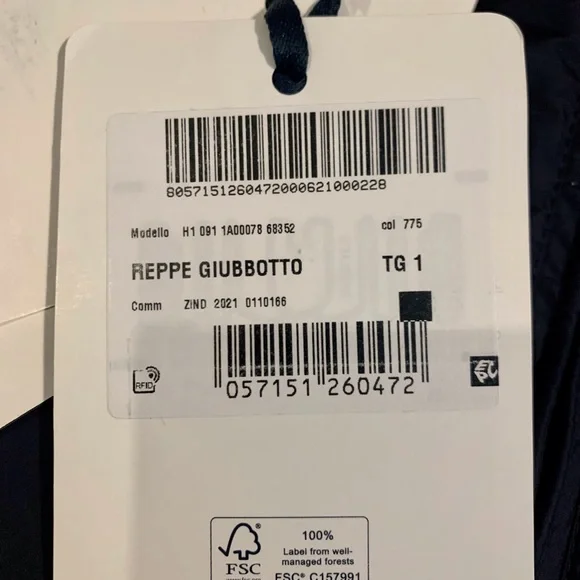 8057151260472000621000228
Modello H1 091 1A00078 68352 col 775
REPPE GIUBBOTTO TG 1
Comm ZIND 2021 0110166
RFID
057151 260472
FSC
100%
Label from well-
managed forests
FSC® C157991